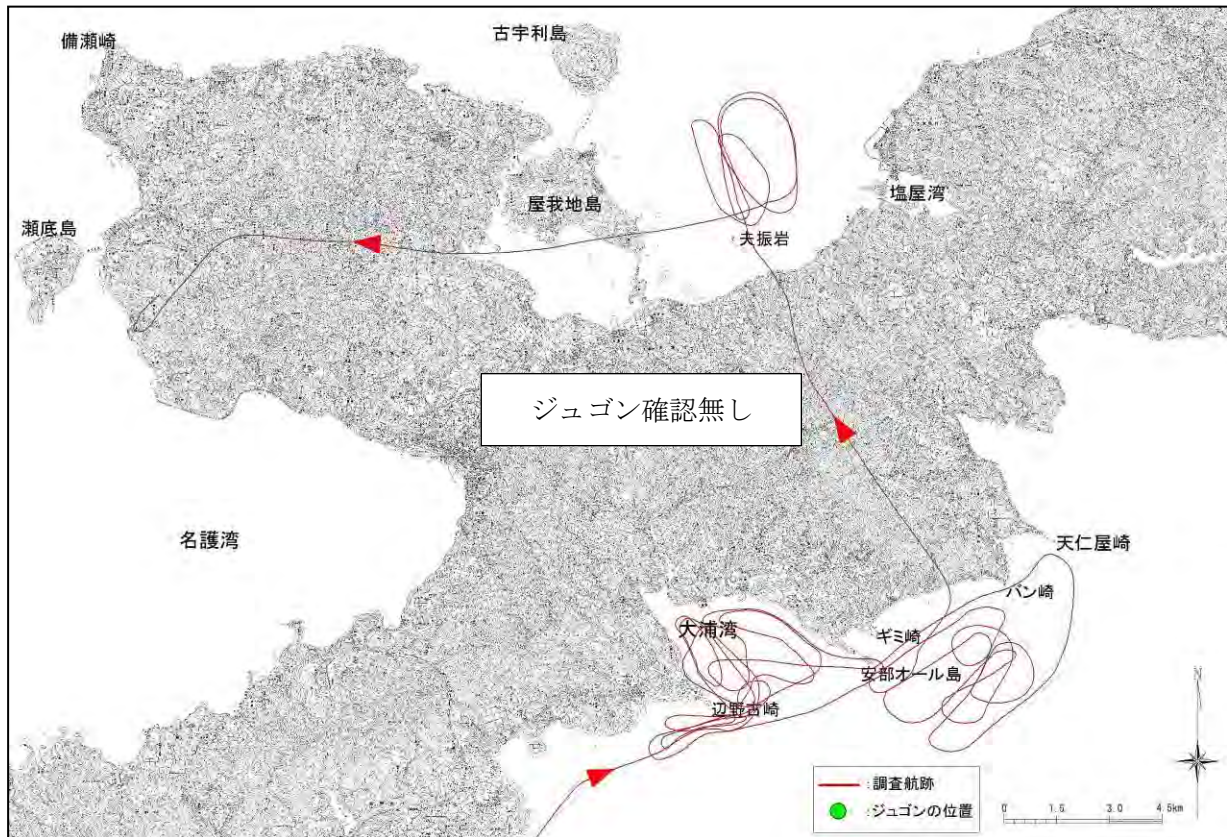 古宇利島
備瀬崎
塩屋湾
屋我地島
瀬底島
夫振岩
ジュゴン確認無し
名護湾
天仁屋崎
バン崎
大浦湾
ギミ崎
安部オール島
辺野古崎
N
:調査航跡
:ジュゴンの位置
0 1.5 3.0 4.5km